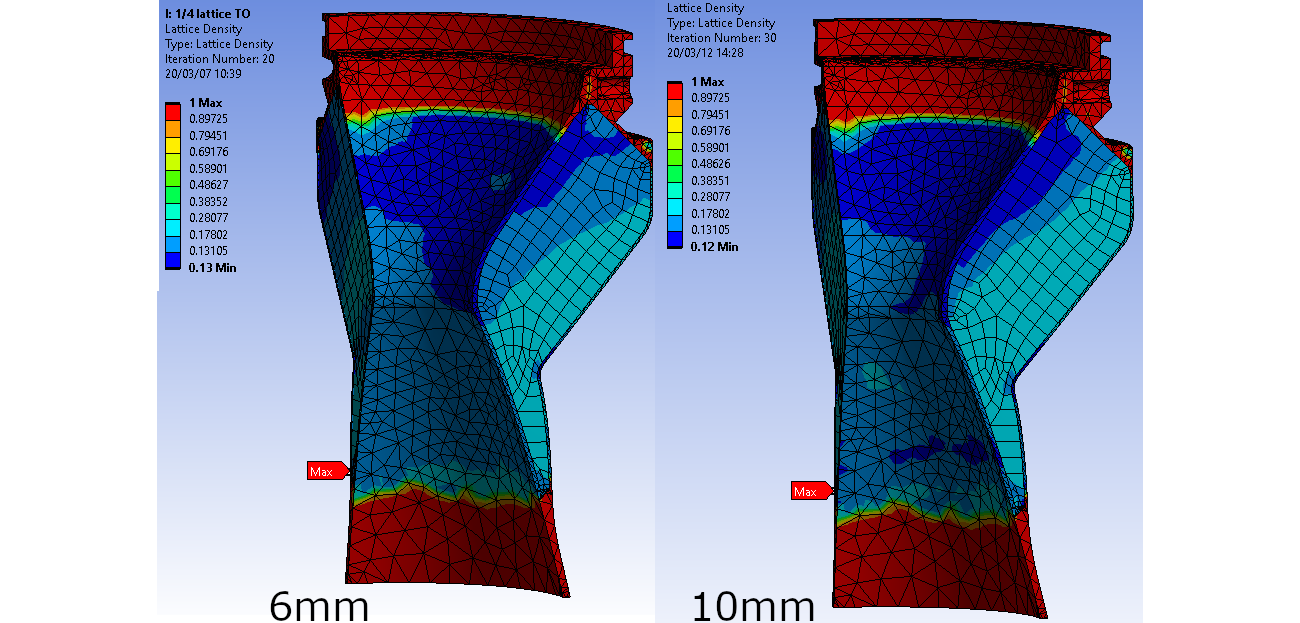 I: 1/4 lattice TO
Lattice Density
Type: Lattice Density
Iteration Number: 20
20/03/07 10:39
1 Max
0.89725
0.79451
0.69176
0.58901
0.48627
0.38352
0.28077
0.17802
0.13105
0.13 Min
Max
6mm
Lattice Density
Type: Lattice Density
Iteration Number: 30
20/03/12 14:28
1 Max
0.89725
0.79451
0.69176
0.58901
0.48626
0.38351
0.28077
0.17802
0.13105
0.12 Min
Max
10mm